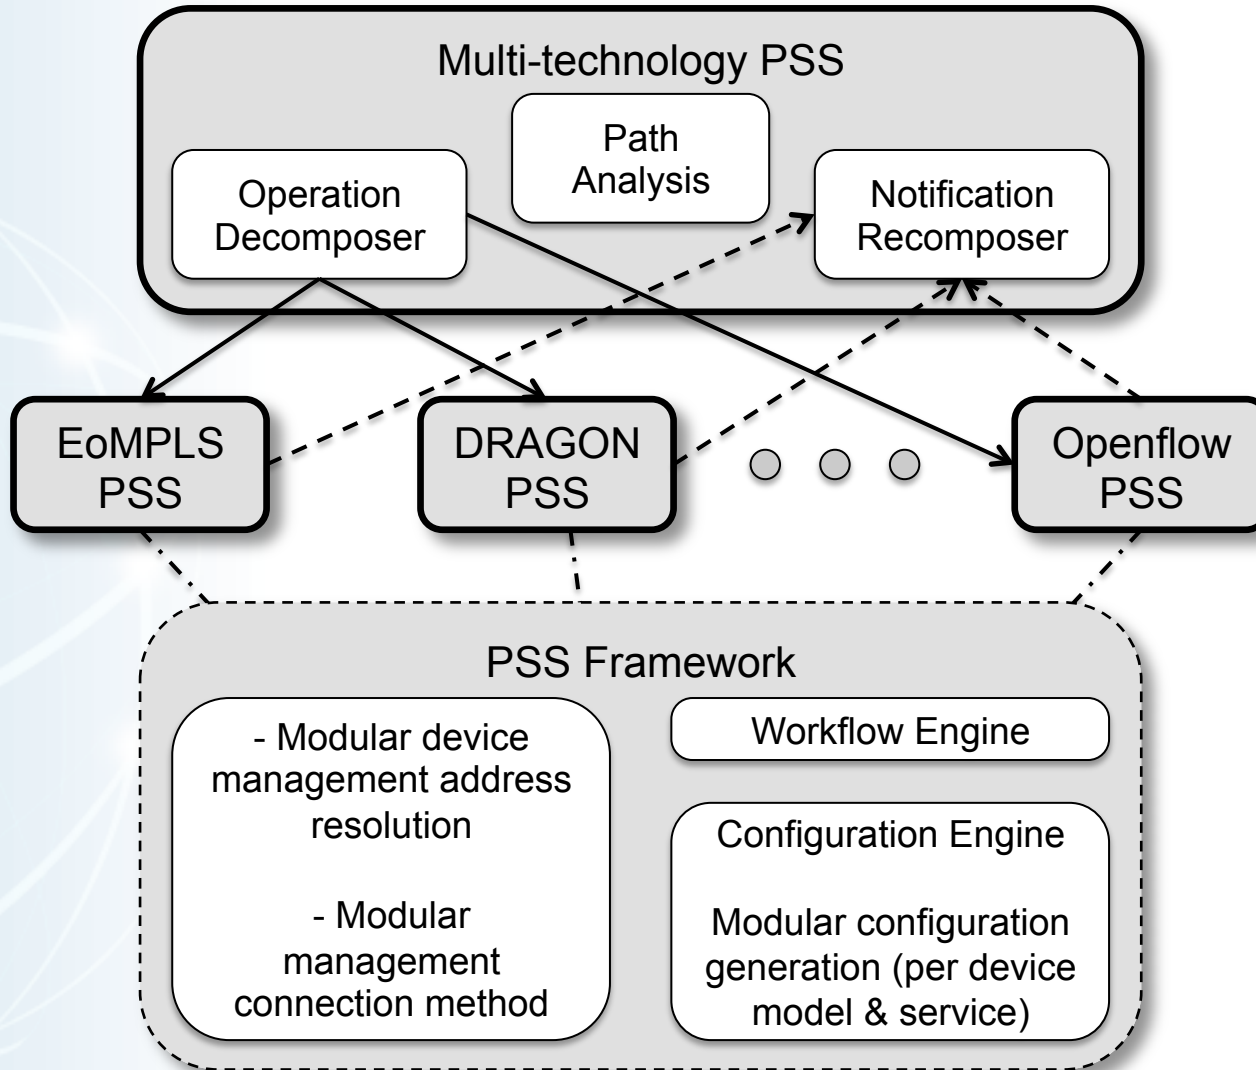 Multi-technology PSS
Path
Analysis
Operation
Decomposer
Notification
Recomposer
EoMPLS
PSS
DRAGON
PSS
Openflow
PSS
PSS Framework
- Modular device
management address
resolution
- Modular
management
connection method
Workflow Engine
Configuration Engine
Modular configuration
generation (per device
model & service)